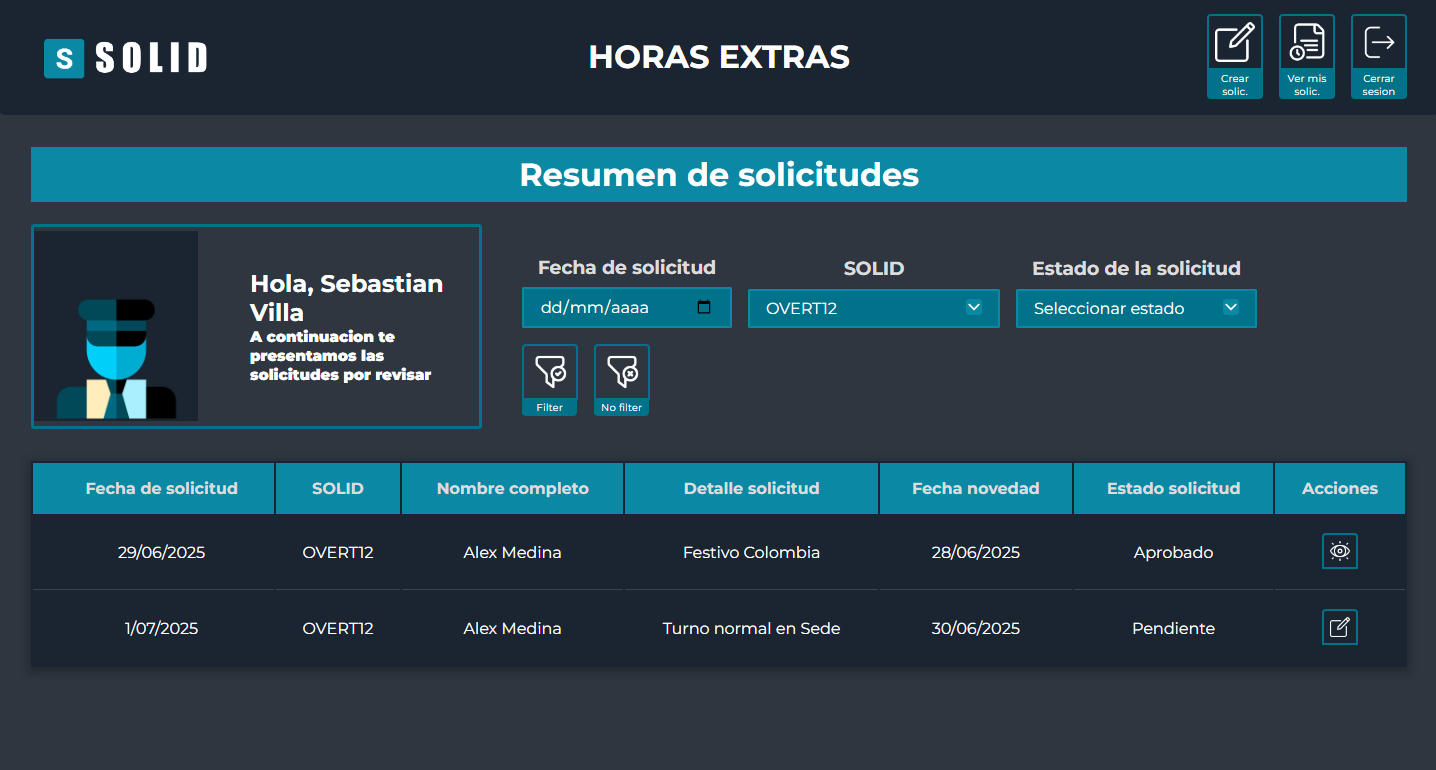 S SOLID
HORAS EXTRAS
Crear
solic.
Ver mis
solic.
Cerrar
sesion
Resumen de solicitudes
Hola, Sebastian
Villa
A continuacion te
presentamos las
solicitudes por revisar
Fecha de solicitud
SOLID
Estado de la solicitud
dd/mm/aaaa
OVERT12
Seleccionar estado
Filter
No filter
Fecha de solicitud SOLID Nombre completo Detalle solicitud Fecha novedad Estado solicitud Acciones
29/06/2025 OVERT12 Alex Medina Festivo Colombia 28/06/2025 Aprobado
1/07/2025 OVERT12 Alex Medina Turno normal en Sede 30/06/2025 Pendiente